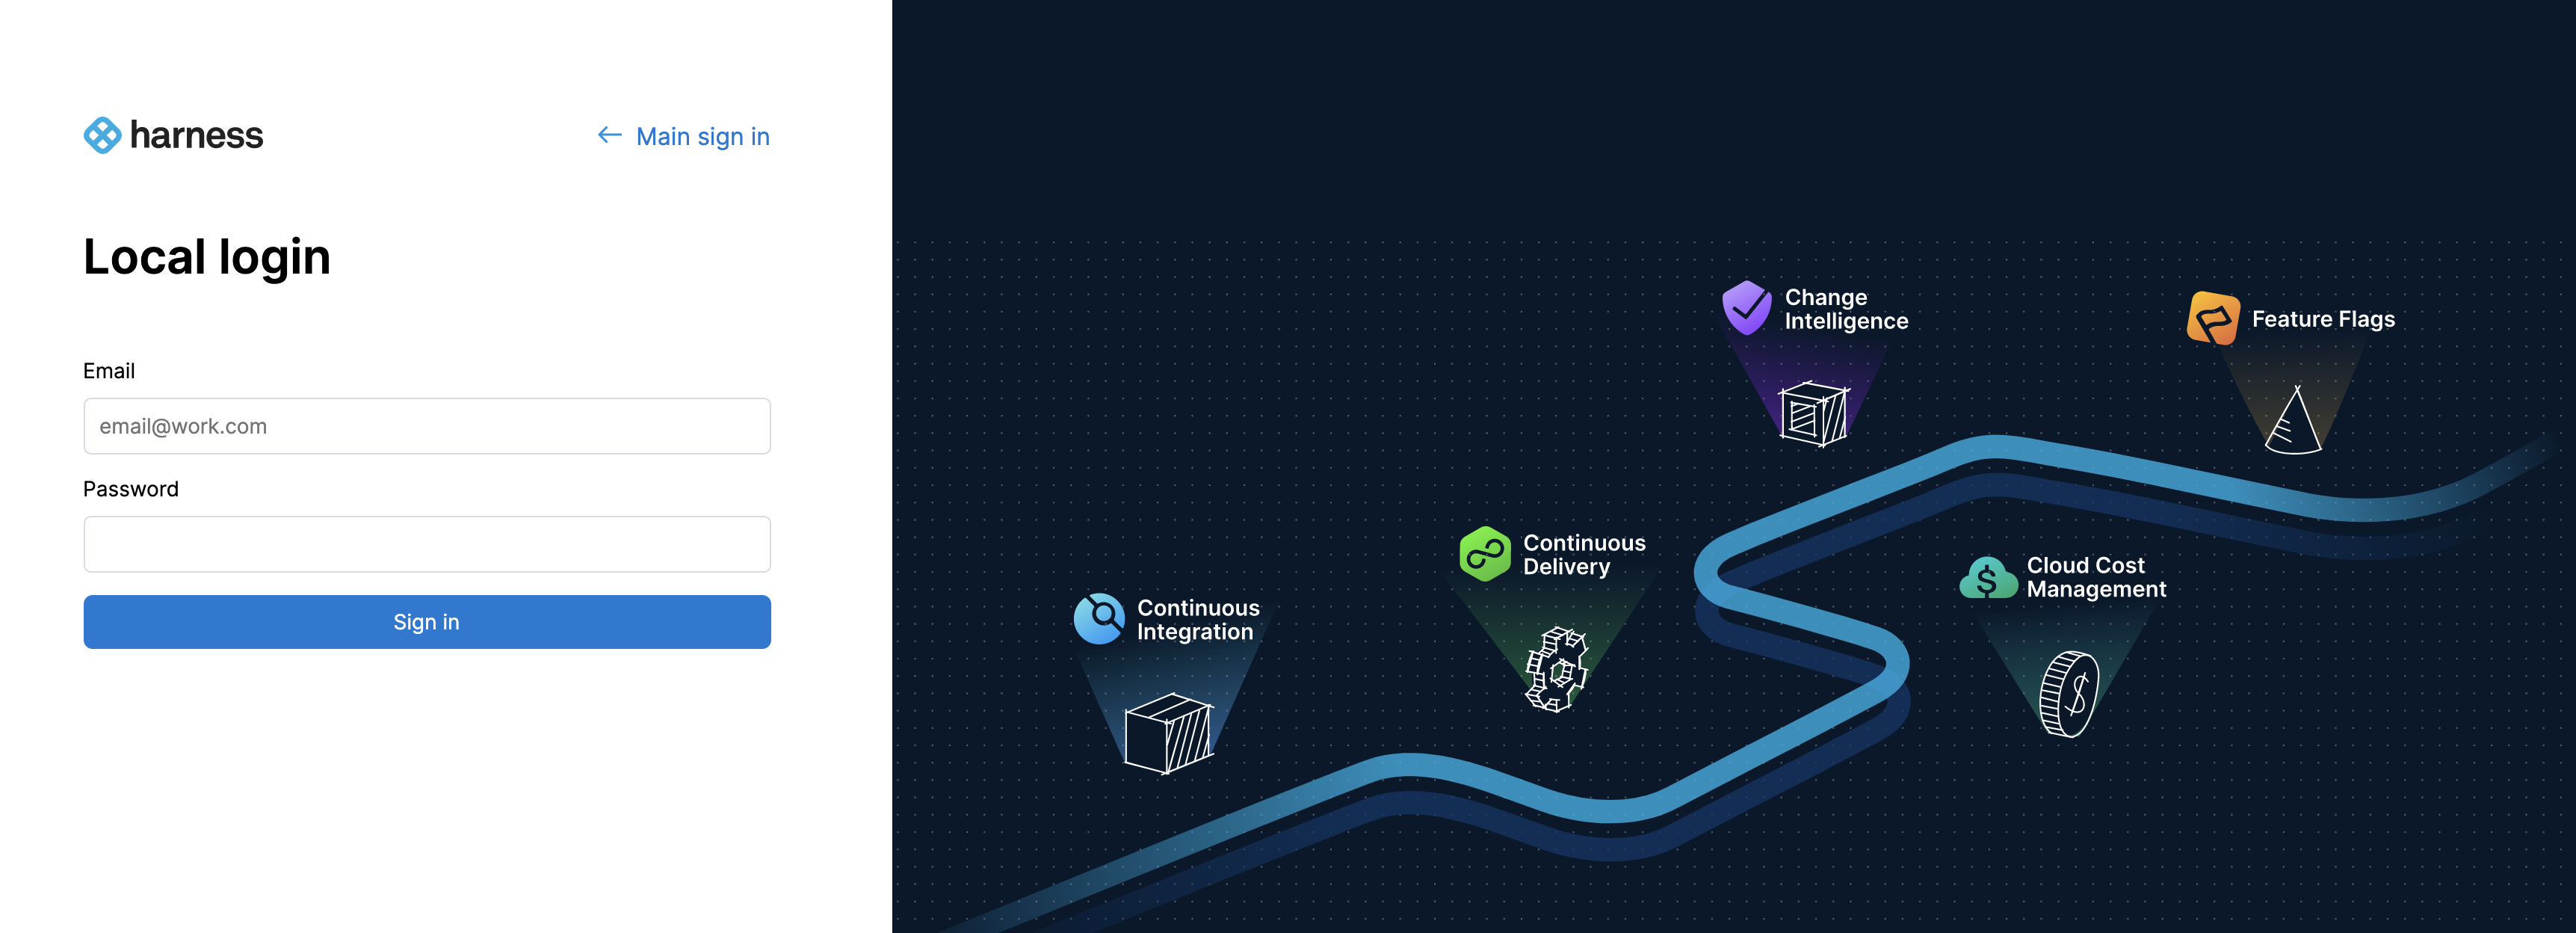 harness
← Main sign in
Local login
Email
email@work.com
Password
Sign in
Change
Intelligence
Feature Flags
Continuous
Delivery
Cloud Cost
Management
Continuous
Integration